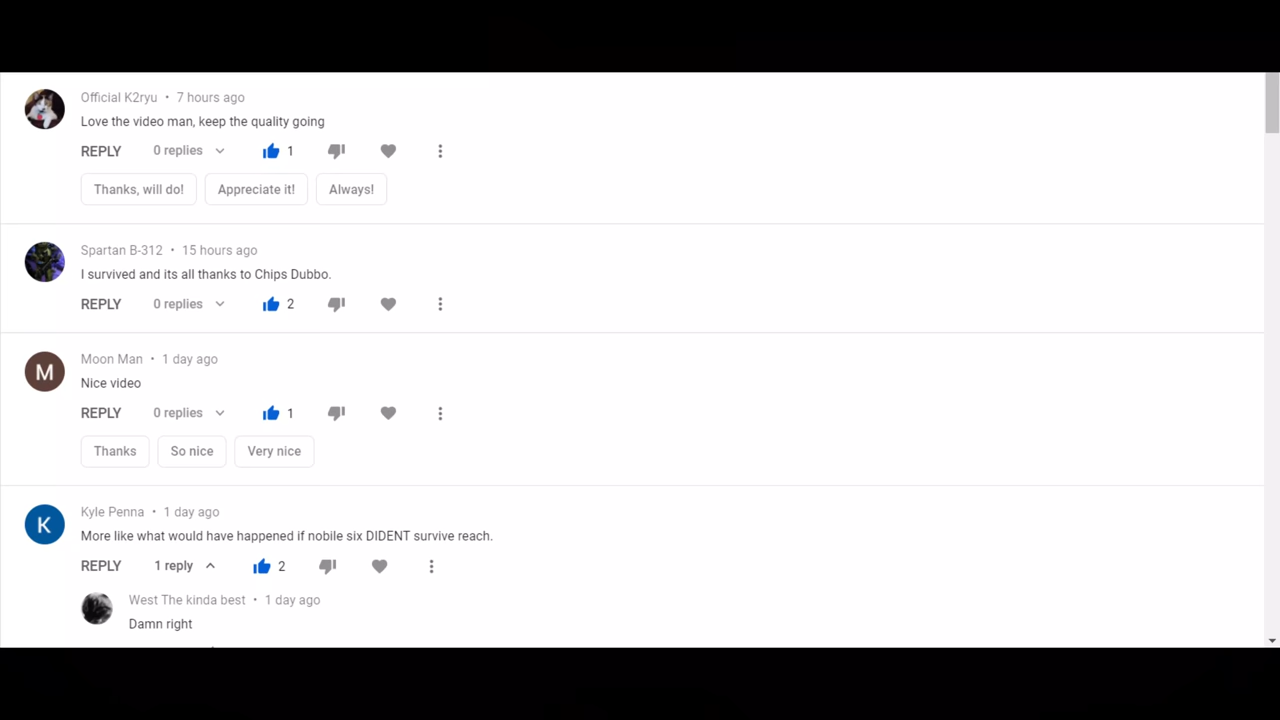 Official K2ryu • 7 hours ago
Love the video man, keep the quality going
REPLY 0 replies 1
Thanks, will do! Appreciate it! Always!
Spartan B-312 • 15 hours ago
I survived and its all thanks to Chips Dubbo.
REPLY 0 replies 2
M
Moon Man • 1 day ago
Nice video
REPLY 0 replies 1
Thanks So nice Very nice
K
Kyle Penna • 1 day ago
More like what would have happened if nobile six DIDENT survive reach.
REPLY 1 reply 2
West The kinda best • 1 day ago
Damn right